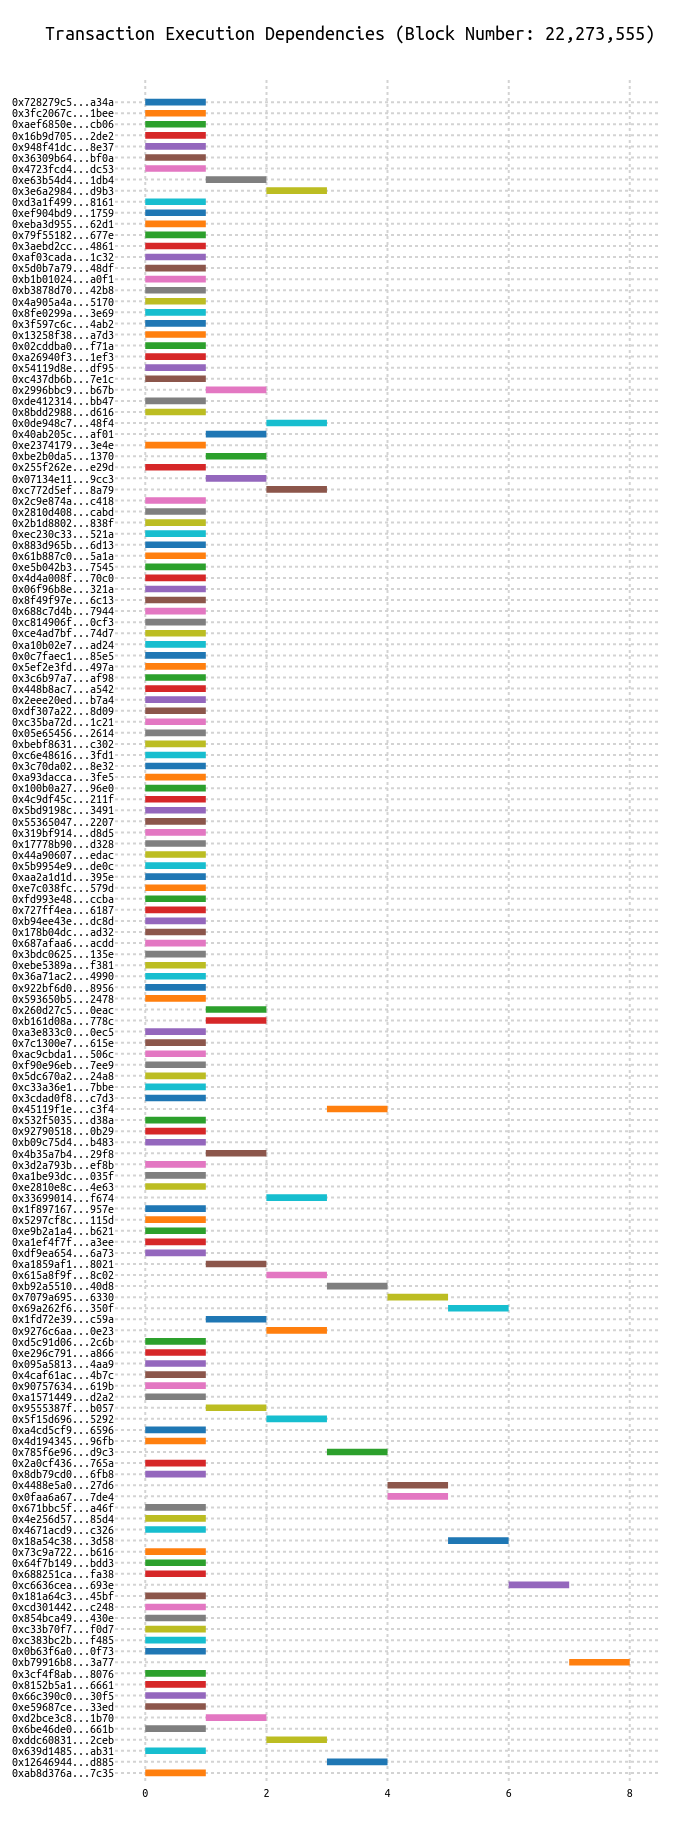 Transaction Execution Dependencies (Block Number: 22,273,555)
0x728279c5...a34a
0x3fc2067c...1bee
0xaef6850e...cb06
0x16b9d705...2de2
0x948f41dc...8e37
0x36309b64...bf0a
0x4723fcd4...dc53
0xe63b54d4...1db4
0x3e6a2984...d9b3
0xd3a1f499...8161
0xef904bd9...1759
0xeba3d955...62d1
0x79f55182...677e
0x3aebd2cc...4861
0xaf03cada...1c32
0x5d0b7a79...48df
0xb1b01024...a0f1
0xb3878d70...42b8
0x4a905a4a...5170
0x8fe0299a...3e69
0x3f597c6c...4ab2
0x13258f38...a7d3
0x02cddba0...f71a
0xa26940f3...1ef3
0x54119d8e...df95
0xc437db6b...7e1c
0x2996bbc9...b67b
0xde412314...bb47
0x8bdd2988...d616
0x0de948c7...48f4
0x40ab205c...af01
0xe2374179...3e4e
0xbe2b0da5...1370
0x255f262e...e29d
0x07134e11...9cc3
0xc772d5ef...8a79
0x2c9e874a...c418
0x2810d408...cabd
0x2b1d8802...838f
0xec230c33...521a
0x883d965b...6d13
0x61b887c0...5a1a
0xe5b042b3...7545
0x4d4a008f...70c0
0x06f96b8e...321a
0x8f49f97e...6c13
0x688c7d4b...7944
0xc814906f...0cf3
0xce4ad7bf...74d7
0xa10b02e7...ad24
0x0c7faec1...85e5
0x5ef2e3fd...497a
0x3c6b97a7...af98
0x448b8ac7...a542
0x2eee20ed...b7a4
0xdf307a22...8d09
0xc35ba72d...1c21
0x05e65456...2614
0xbebf8631...c302
0xc6e48616...3fd1
0x3c70da02...8e32
0xa93dacca...3fe5
0x100b0a27...96e0
0x4c9df45c...211f
0x5bd9198c...3491
0x55365047...2207
0x319bf914...d8d5
0x17778b90...d328
0x44a90607...edac
0x5b9954e9...de0c
0xaa2a1d1d...395e
0xe7c038fc...579d
0xfd993e48...ccba
0x727ff4ea...6187
0xb94ee43e...dc8d
0x178b04dc...ad32
0x687afaa6...acdd
0x3bdc0625...135e
0xebe5389a...f381
0x36a71ac2...4990
0x922bf6d0...8956
0x593650b5...2478
0x260d27c5...0eac
0xb161d08a...778c
0xa3e833c0...0ec5
0x7c1300e7...615e
0xac9cbda1...506c
0xf90e96eb...7ee9
0x5dc670a2...24a8
0xc33a36e1...7bbe
0x3cdad0f8...c7d3
0x45119f1e...c3f4
0x532f5035...d38a
0x92790518...0b29
0xb09c75d4...b483
0x4b35a7b4...29f8
0x3d2a793b...ef8b
0xa1be93dc...035f
0xe2810e8c...4e63
0x33699014...f674
0x1f897167...957e
0x5297cf8c...115d
0xe9b2a1a4...b621
0xa1ef4f7f...a3ee
0xdf9ea654...6a73
0xa1859af1...8021
0x615a8f9f...8c02
0xb92a5510...40d8
0x7079a695...6330
0x69a262f6...350f
0x1fd72e39...c59a
0x9276c6aa...0e23
0xd5c91d06...2c6b
0xe296c791...a866
0x095a5813...4aa9
0x4caf61ac...4b7c
0x90757634...619b
0xa1571449...d2a2
0x9555387f...b057
0x5f15d696...5292
0xa4cd5cf9...6596
0x4d194345...96fb
0x785f6e96...d9c3
0x2a0cf436...765a
0x8db79cd0...6fb8
0x4488e5a0...27d6
0x0faa6a67...7de4
0x671bbc5f...a46f
0x4e256d57...85d4
0x4671acd9...c326
0x18a54c38...3d58
0x73c9a722...b616
0x64f7b149...bdd3
0x688251ca...fa38
0xc6636cea...693e
0x181a64c3...45bf
0xcd301442...c248
0x854bca49...430e
0xc33b70f7...f0d7
0xc383bc2b...f485
0x0b63f6a0...0f73
0xb79916b8...3a77
0x3cf4f8ab...8076
0x8152b5a1...6661
0x66c390c0...30f5
0xe59687ce...33ed
0xd2bce3c8...1b70
0x6be46de0...661b
0xddc60831...2ceb
0x639d1485...ab31
0x12646944...d885
0xab8d376a...7c35
0 2 4 6 8